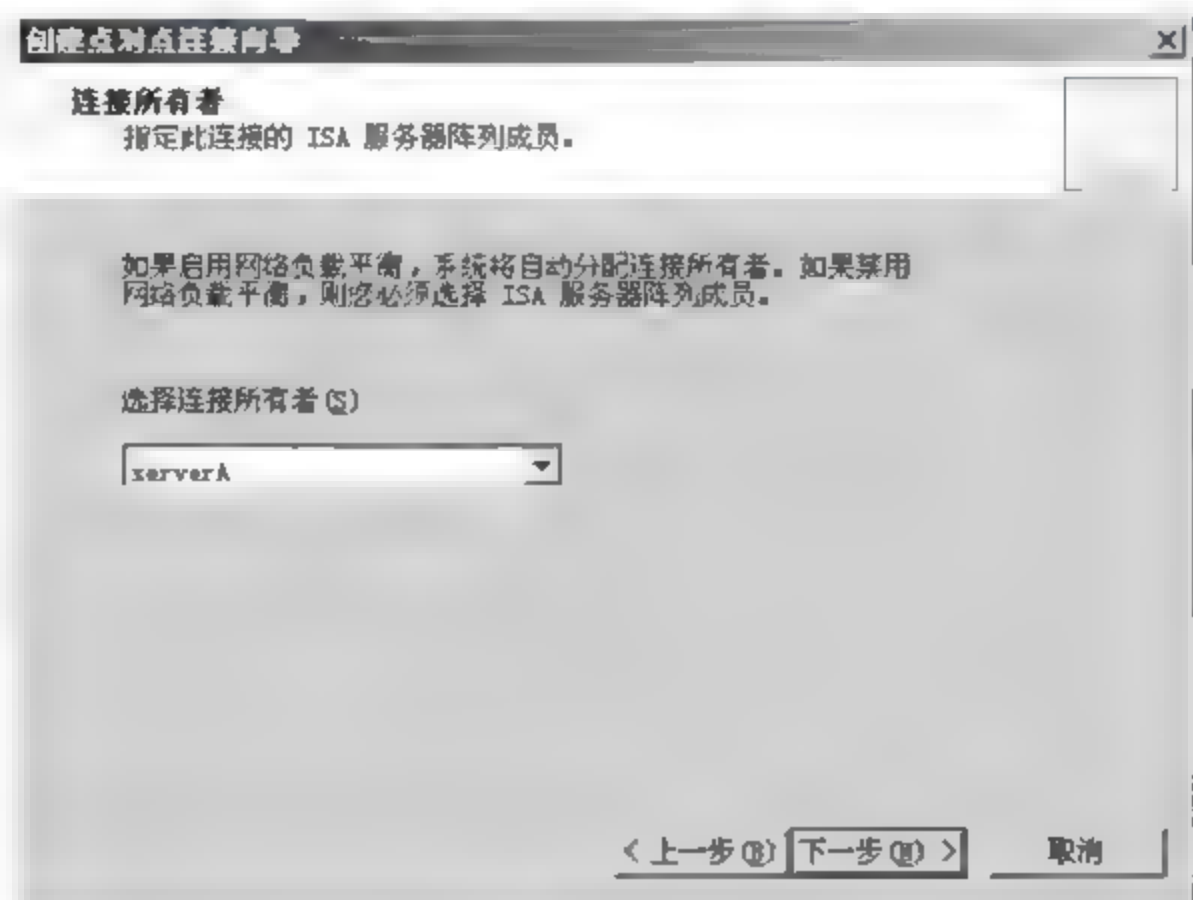 创建点对点连接向导
连接所有者
指定此连接的 ISA 服务器阵列成员。
如果启用网络负载平衡，系统将自动分配连接所有者。如果禁用
网络负载平衡，则您必须选择 ISA 服务器阵列成员。
选择连接所有者(S)
serverA
< 上一步(B) 下一步(N) > 取消